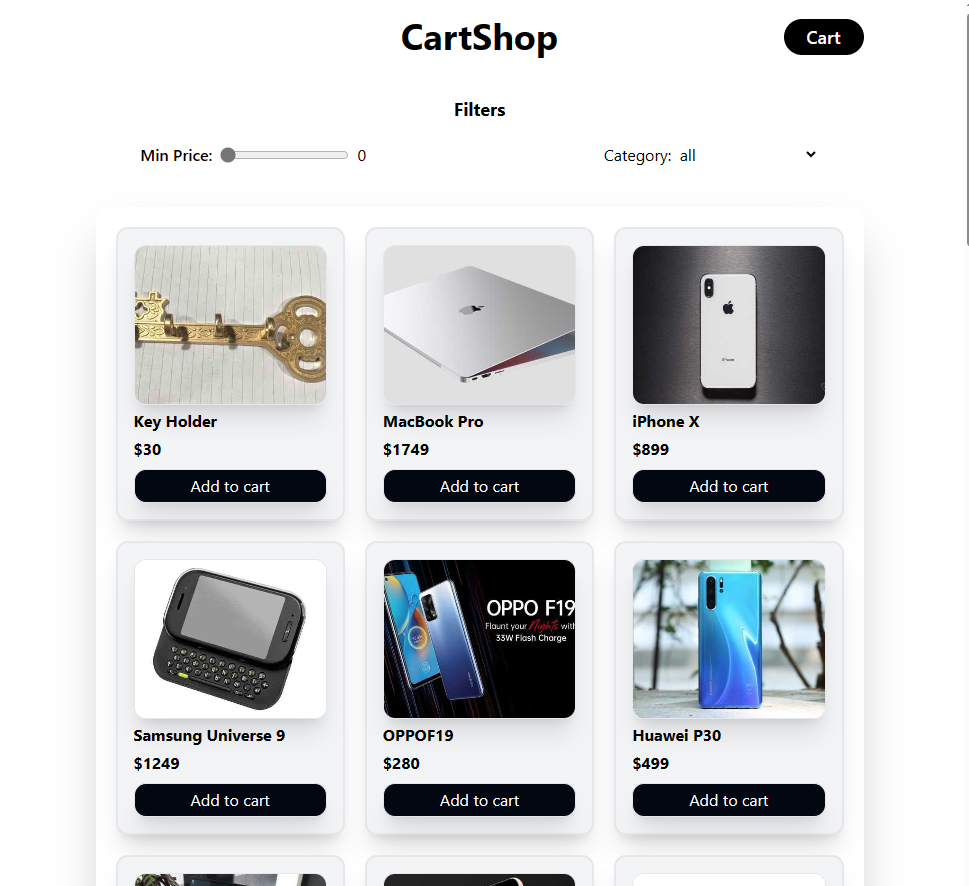 CartShop
Cart
Filters
Min Price: 0
Category: all
Key Holder
$30
Add to cart
MacBook Pro
$1749
Add to cart
iPhone X
$899
Add to cart
OPPO F19
Flaunt your Nights with
33W Flash Charge
Samsung Universe 9
$1249
Add to cart
OPPOF19
$280
Add to cart
Huawei P30
$499
Add to cart